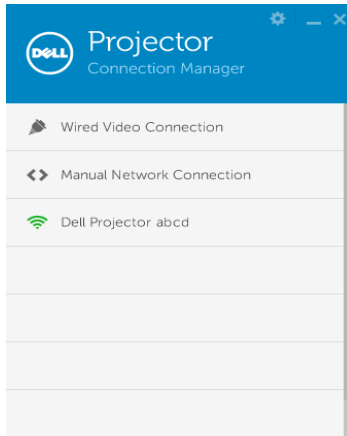 DELL
Projector
Connection Manager
Wired Video Connection
Manual Network Connection
Dell Projector abcd